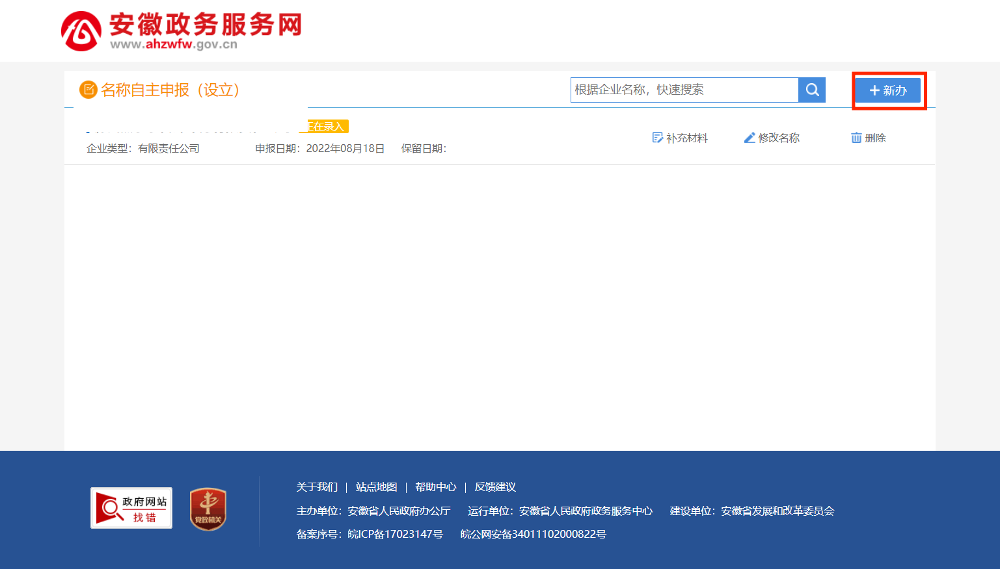 安徽政务服务网
www.ahzwfw.gov.cn
名称自主申报（设立）
根据企业名称，快速搜索
新办
正在录入
企业类型：有限责任公司 申报日期：2022年08月18日 保留日期：
补充材料 修改名称 删除
关于我们 | 站点地图 | 帮助中心 | 反馈建议
主办单位：安徽省人民政府办公厅 运行单位：安徽省人民政府政务服务中心 建设单位：安徽省发展和改革委员会
备案序号：皖ICP备17023147号 皖公网安备34011102000822号
政府网站
找错
党政机关